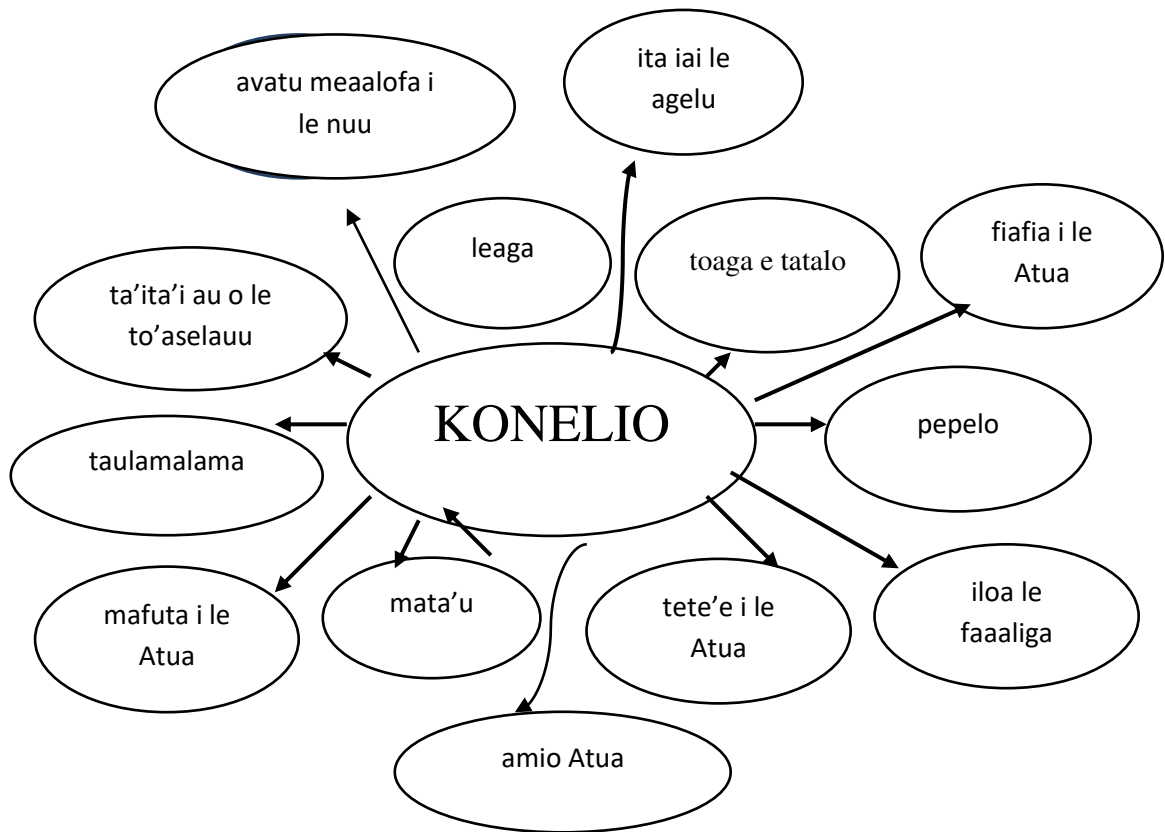 avatu meaalofa i
le nuu
ita iai le
agelu
leaga
toaga e tatalo
fiafia i le
Atua
ta'ita'i au o le
to'aselauu
KONELIO
pepelo
taulamalama
mafuta i le
Atua
mata'u
tete'e i le
Atua
iloa le
faaaliga
amio Atua